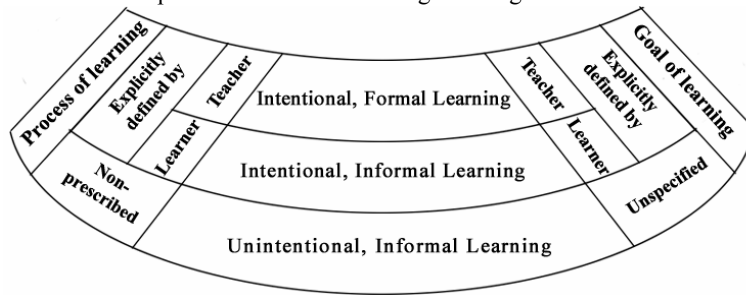 Process of learning
Explicitly
defined by
Teacher
Learner
Non-
prescribed
Intentional, Formal Learning
Intentional, Informal Learning
Unintentional, Informal Learning
Teacher
Learner
Explicitly
defined by
Unspecified
Goal of learning